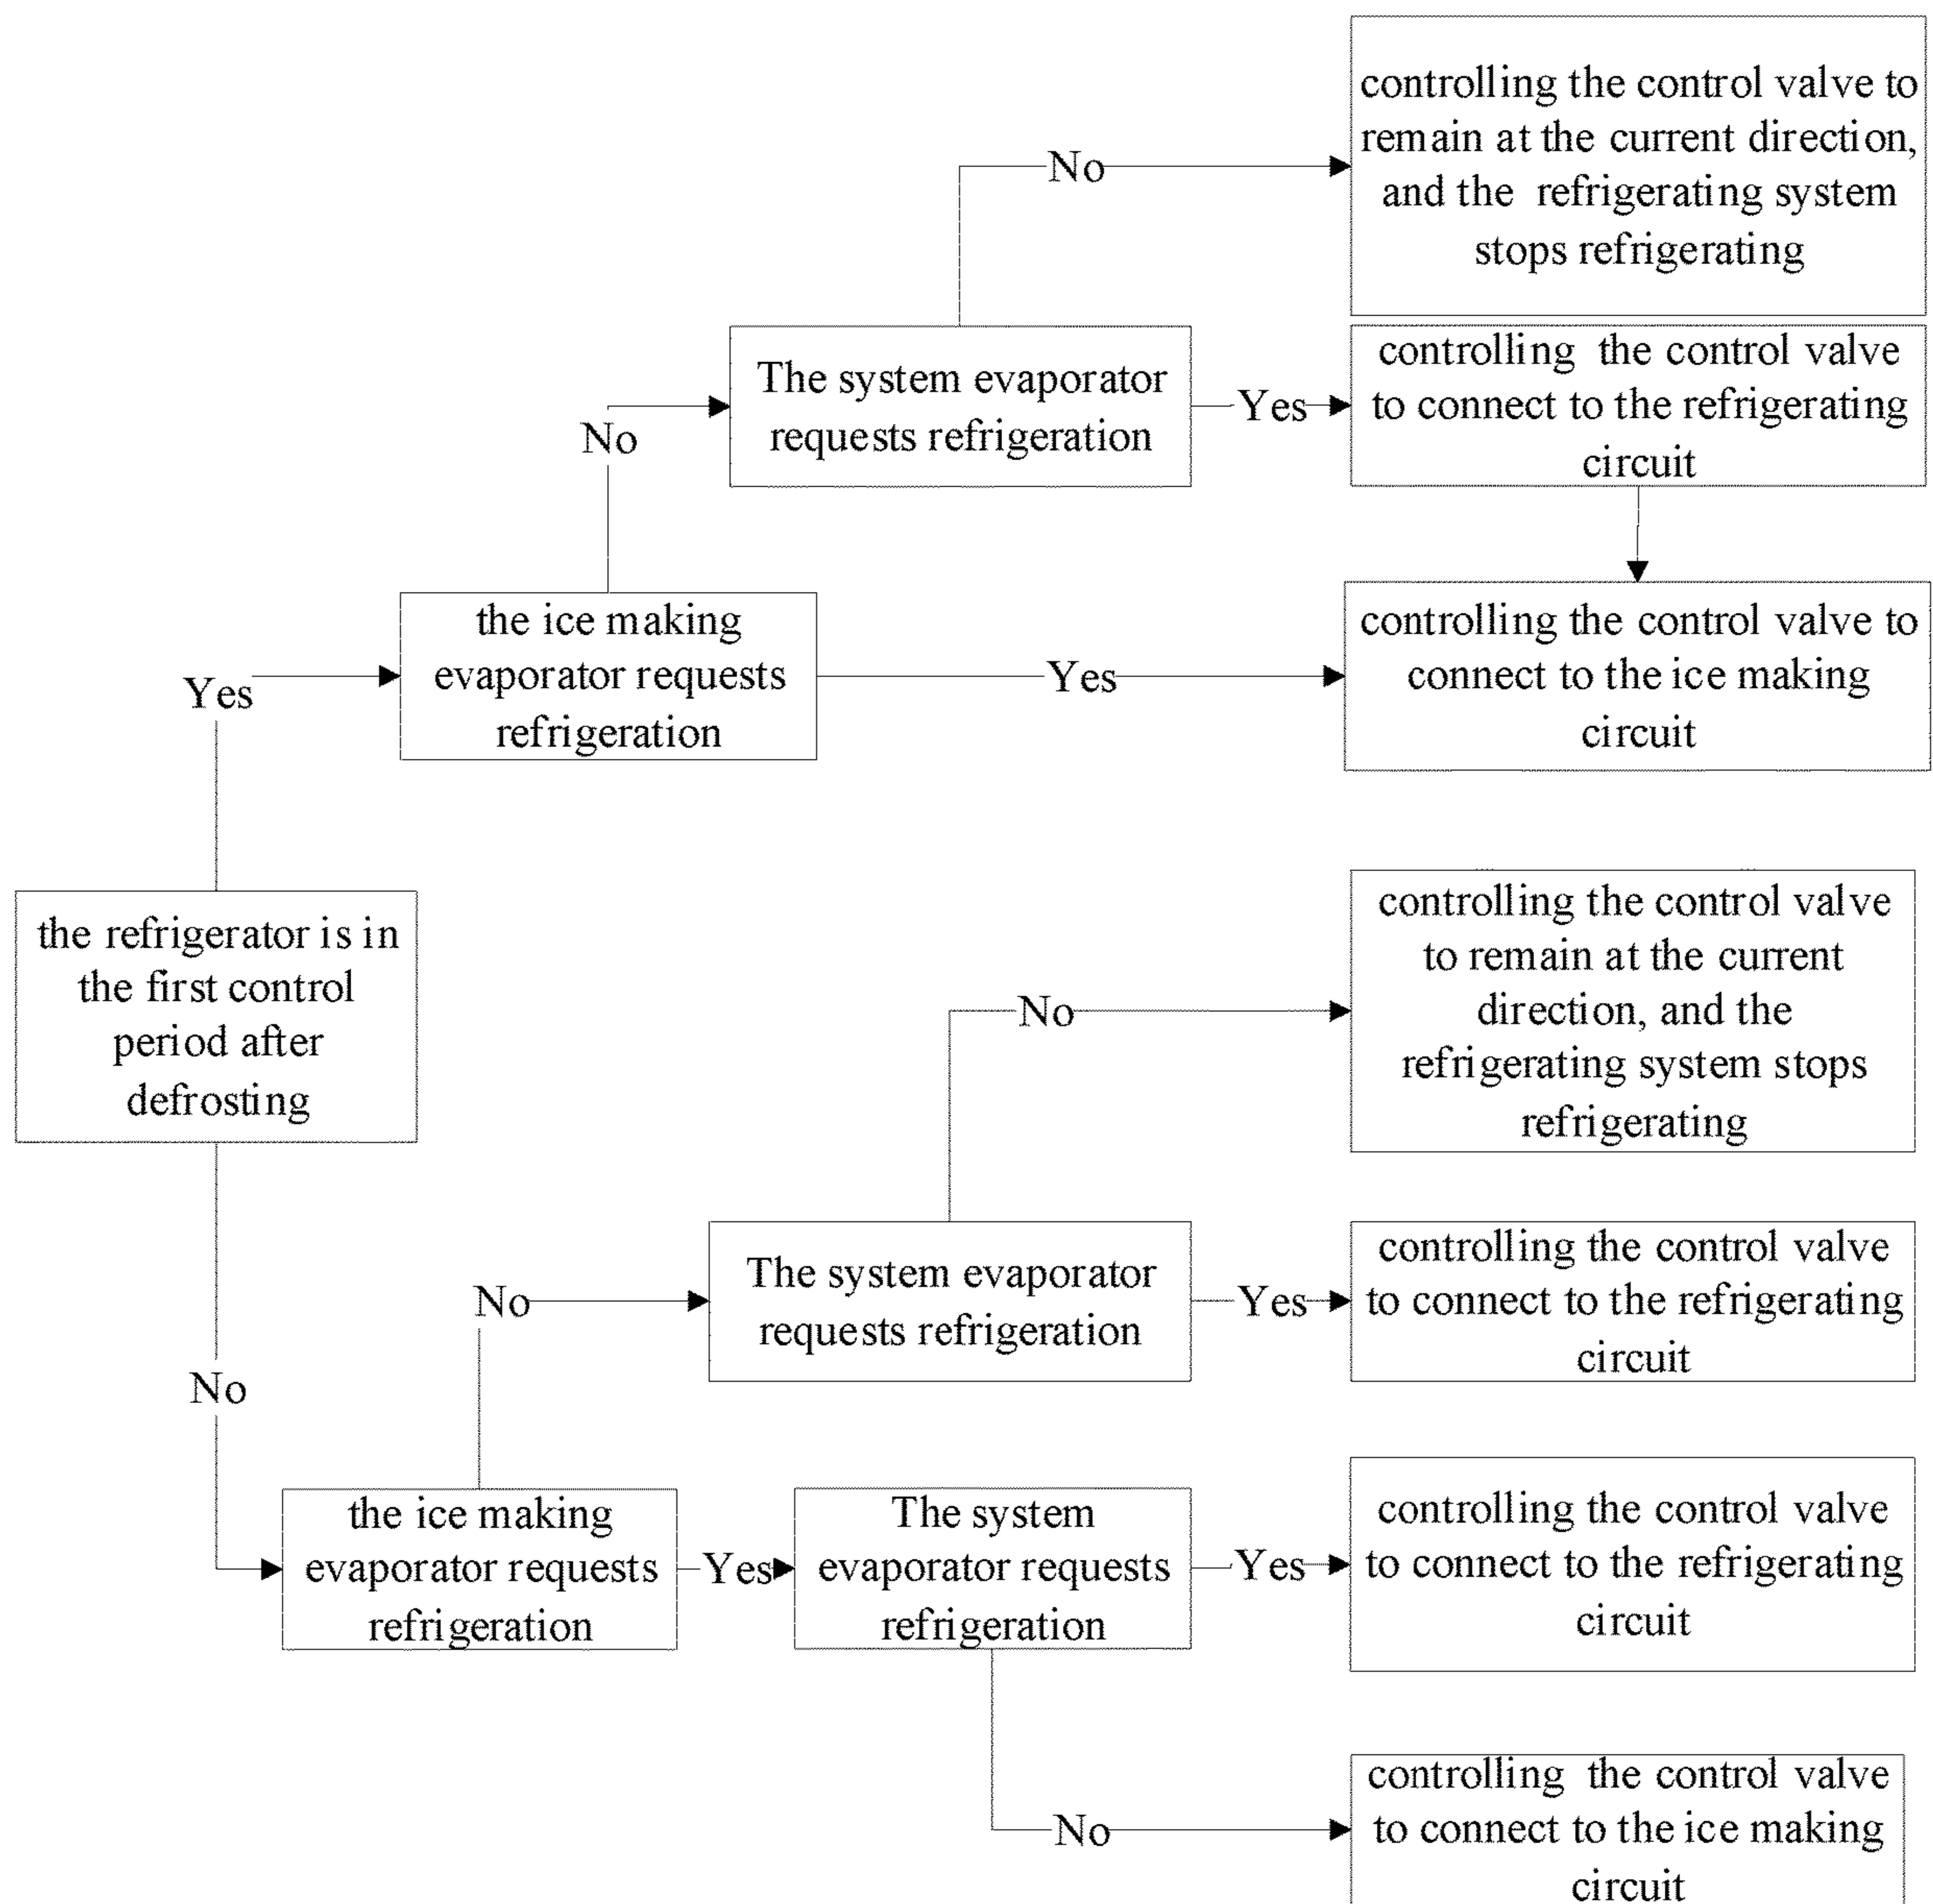 controlling the control valve to
remain at the current direction,
and the refrigerating system
stops refrigerating
No
The system evaporator
requests refrigeration
Yes
controlling the control valve
to connect to the refrigerating
circuit
No
the ice making
evaporator requests
refrigeration
Yes
controlling the control valve to
connect to the ice making
circuit
Yes
the refrigerator is in
the first control
period after
defrosting
controlling the control valve
to remain at the current
direction, and the
refrigerating system stops
refrigerating
No
The system evaporator
requests refrigeration
Yes
controlling the control valve
to connect to the refrigerating
circuit
No
No
the ice making
evaporator requests
refrigeration
Yes
The system
evaporator requests
refrigeration
Yes
controlling the control valve
to connect to the refrigerating
circuit
No
controlling the control valve
to connect to the ice making
circuit